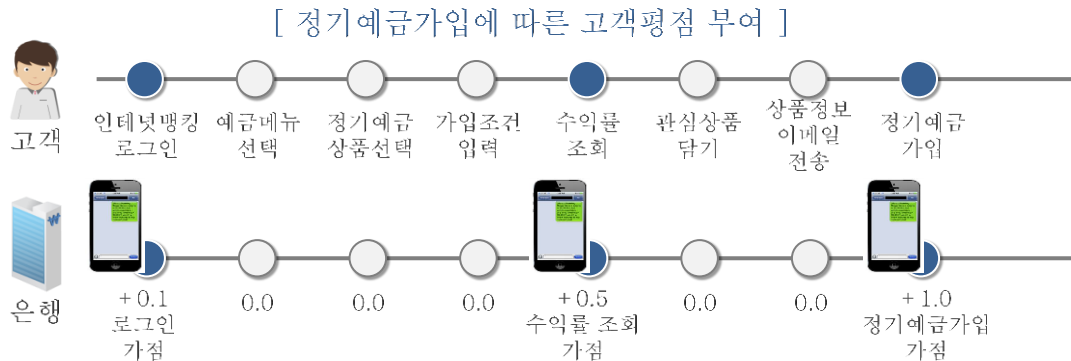 [ 정기예금가입에 따른 고객평점 부여 ]
고객
인터넷뱅킹
로그인
예금메뉴
선택
정기예금
상품선택
가입조건
입력
수익률
조회
관심상품
담기
상품정보
이메일
전송
정기예금
가입
은행
+ 0.1
로그인
가점
0.0
0.0
0.0
+ 0.5
수익률 조회
가점
0.0
0.0
+ 1.0
정기예금가입
가점